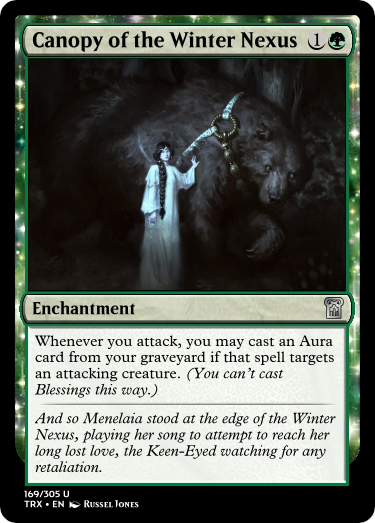 Canopy of the Winter Nexus 1
Enchantment
Whenever you attack, you may cast an Aura
card from your graveyard if that spell targets
an attacking creature. (You can't cast
Blessings this way.)
And so Menelaia stood at the edge of the Winter
Nexus, playing her song to attempt to reach her
long lost love, the Keen-Eyed watching for any
retaliation.
169/305 U
TRX • EN Russel Jones